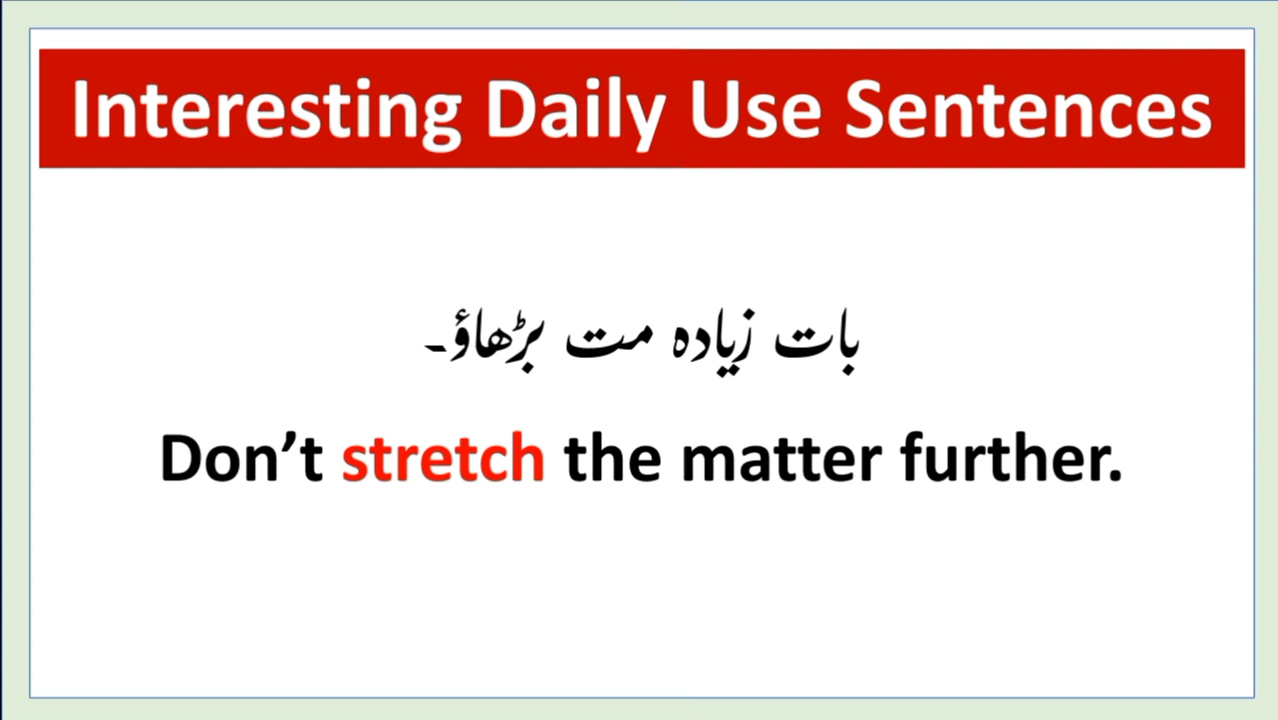 Interesting Daily Use Sentences
بات زیادہ مت بڑھاؤ۔
Don’t stretch the matter further.